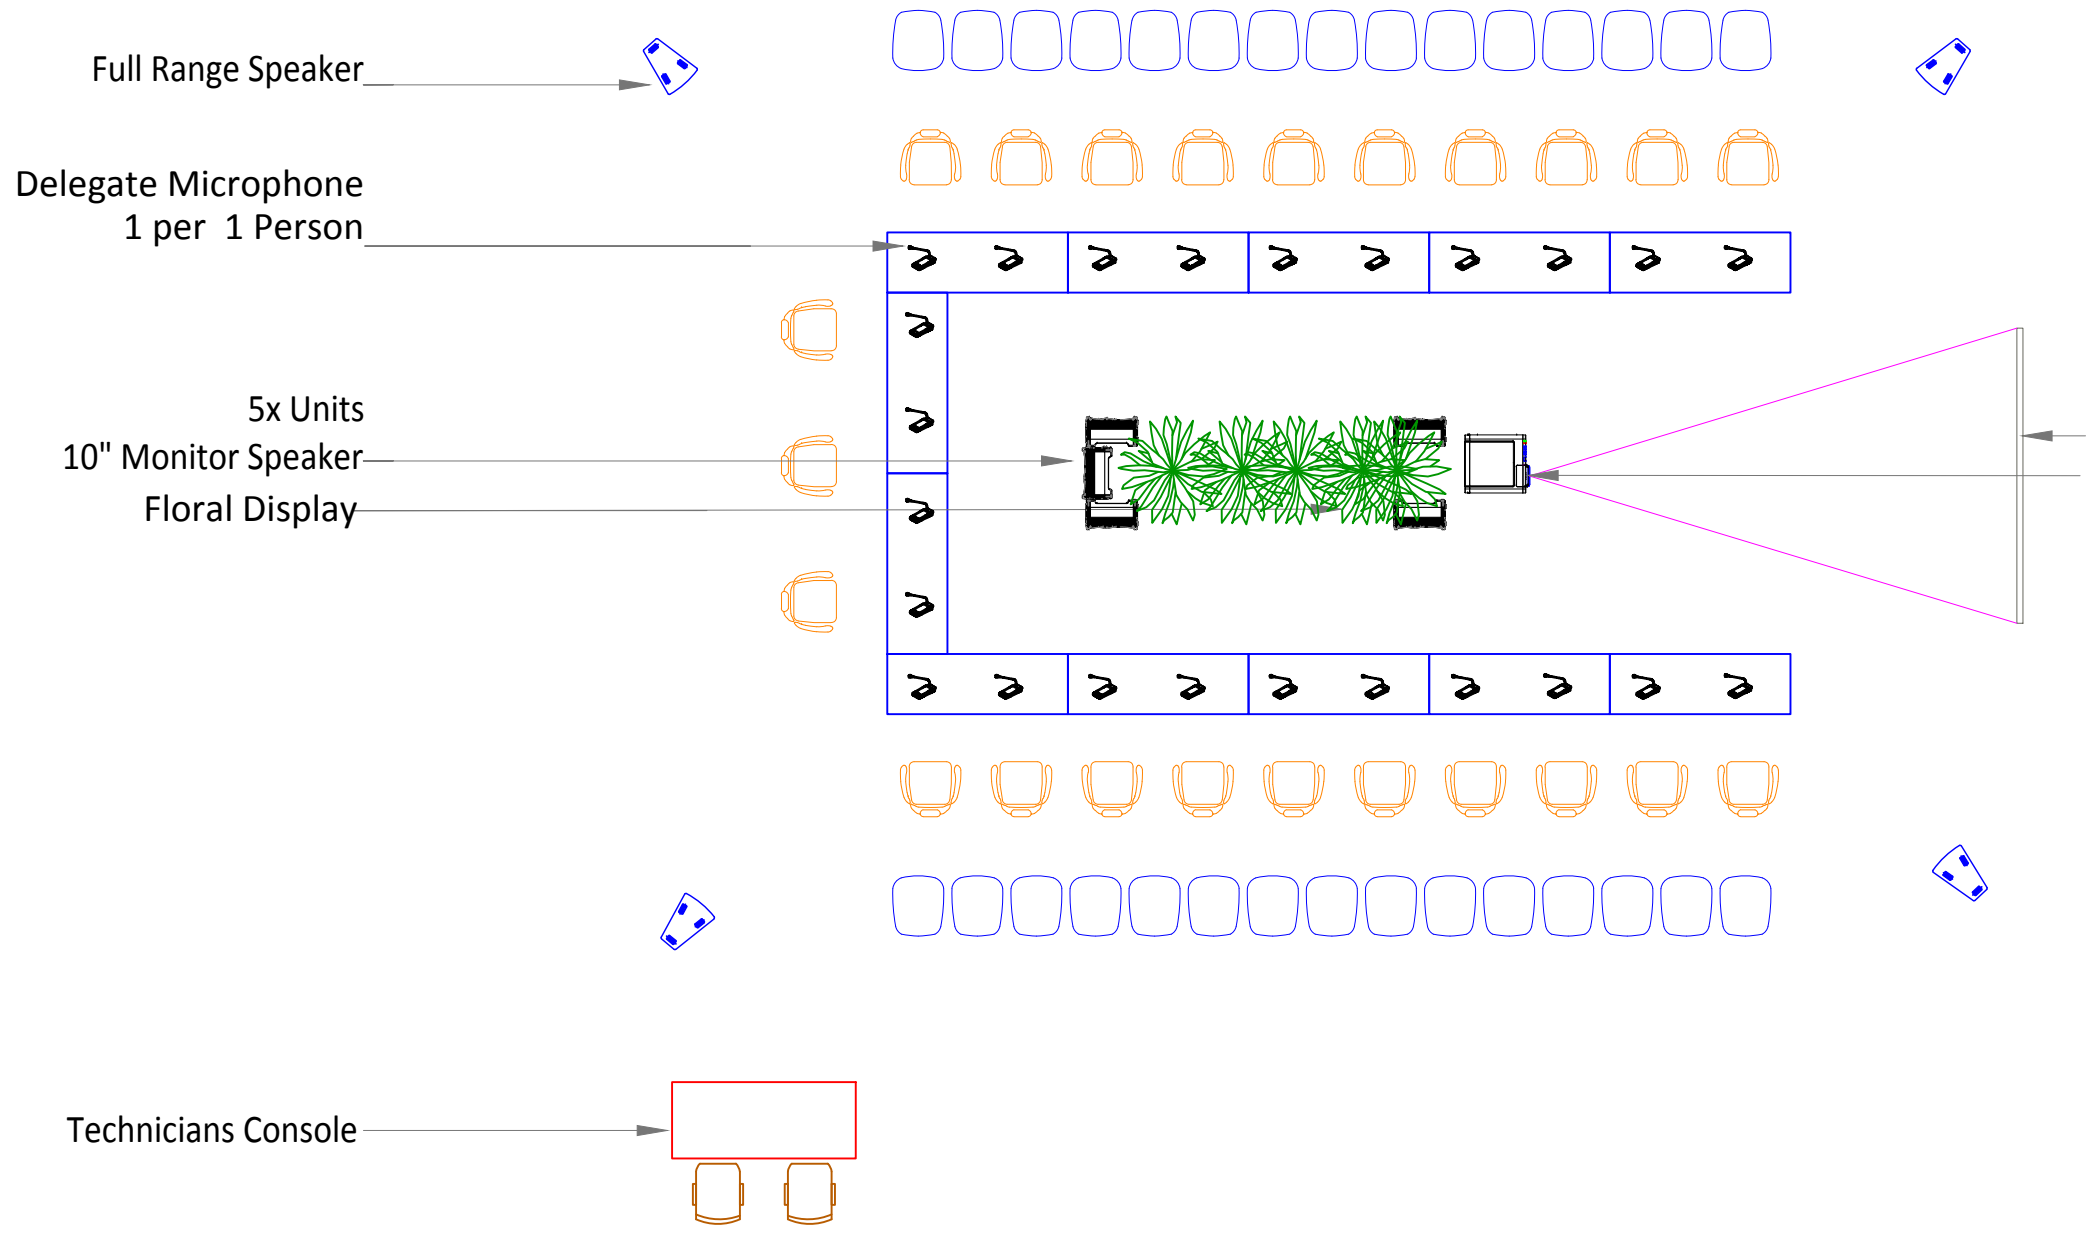 Full Range Speaker
Delegate Microphone
1 per 1 Person
5x Units
10" Monitor Speaker
Floral Display
Technicians Console